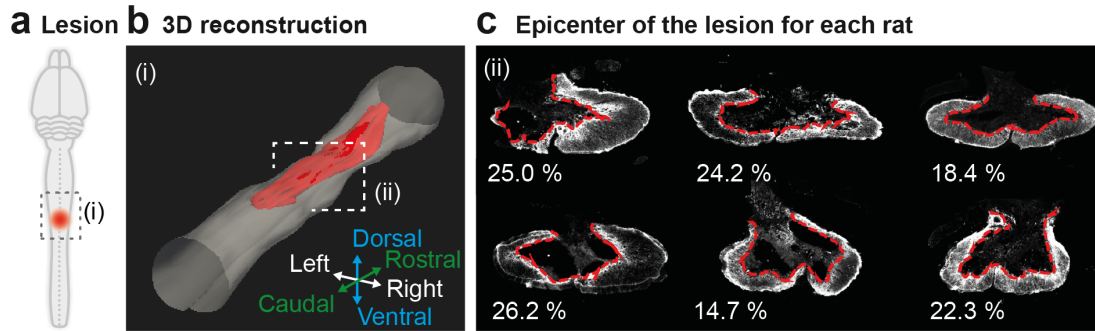 a Lesion
(i)
b 3D reconstruction
(i)
(ii)
Dorsal
Rostral
Left
Right
Caudal
Ventral
c Epicenter of the lesion for each rat
(ii)
25.0 %
24.2 %
18.4 %
26.2 %
14.7 %
22.3 %